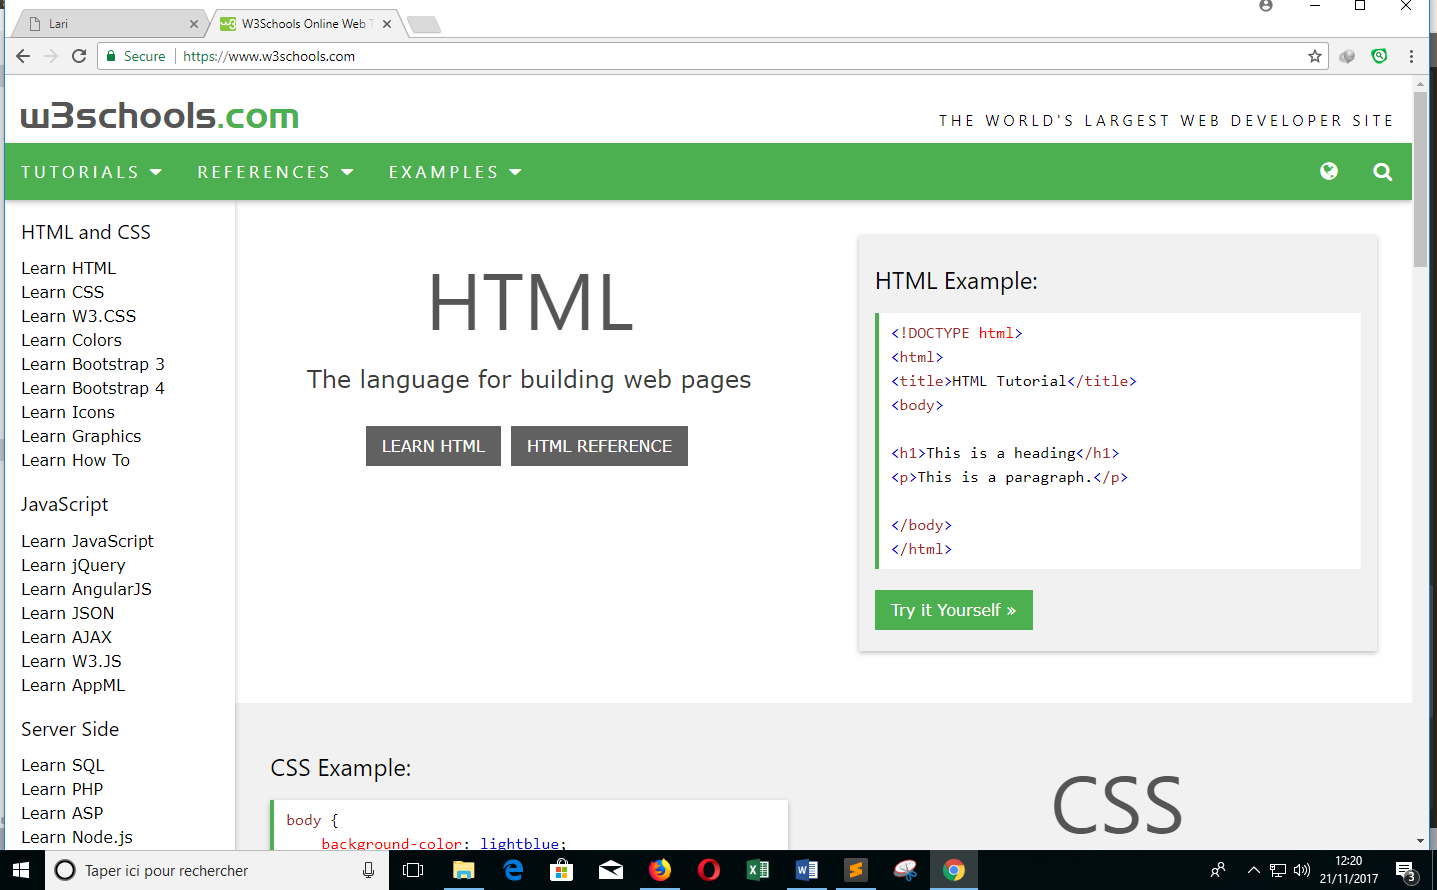 Lari
W3Schools Online Web T
Secure
https://www.w3schools.com
w3schools.com
THE WORLD'S LARGEST WEB DEVELOPER SITE
TUTORIALS REFERENCES EXAMPLES
HTML and CSS
Learn HTML
Learn CSS
Learn W3.CSS
Learn Colors
Learn Bootstrap 3
Learn Bootstrap 4
Learn Icons
Learn Graphics
Learn How To
JavaScript
Learn JavaScript
Learn jQuery
Learn AngularJS
Learn JSON
Learn AJAX
Learn W3.JS
Learn AppML
Server Side
Learn SQL
Learn PHP
Learn ASP
Learn Node.js
HTML
The language for building web pages
LEARN HTML HTML REFERENCE
HTML Example:
<!DOCTYPE html>
<html>
<title>HTML Tutorial</title>
<body>
<h1>This is a heading</h1>
<p>This is a paragraph.</p>
</body>
</html>
Try it Yourself »
CSS Example:
body {
background-color: lightblue;
CSS
Taper ici pour rechercher
12:20
21/11/2017
3